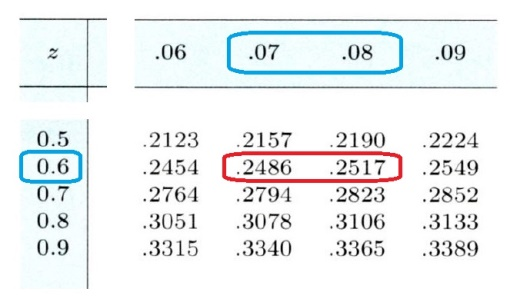 z .06 .07 .08 .09
0.5 .2123 .2157 .2190 .2224
0.6 .2454 .2486 .2517 .2549
0.7 .2764 .2794 .2823 .2852
0.8 .3051 .3078 .3106 .3133
0.9 .3315 .3340 .3365 .3389